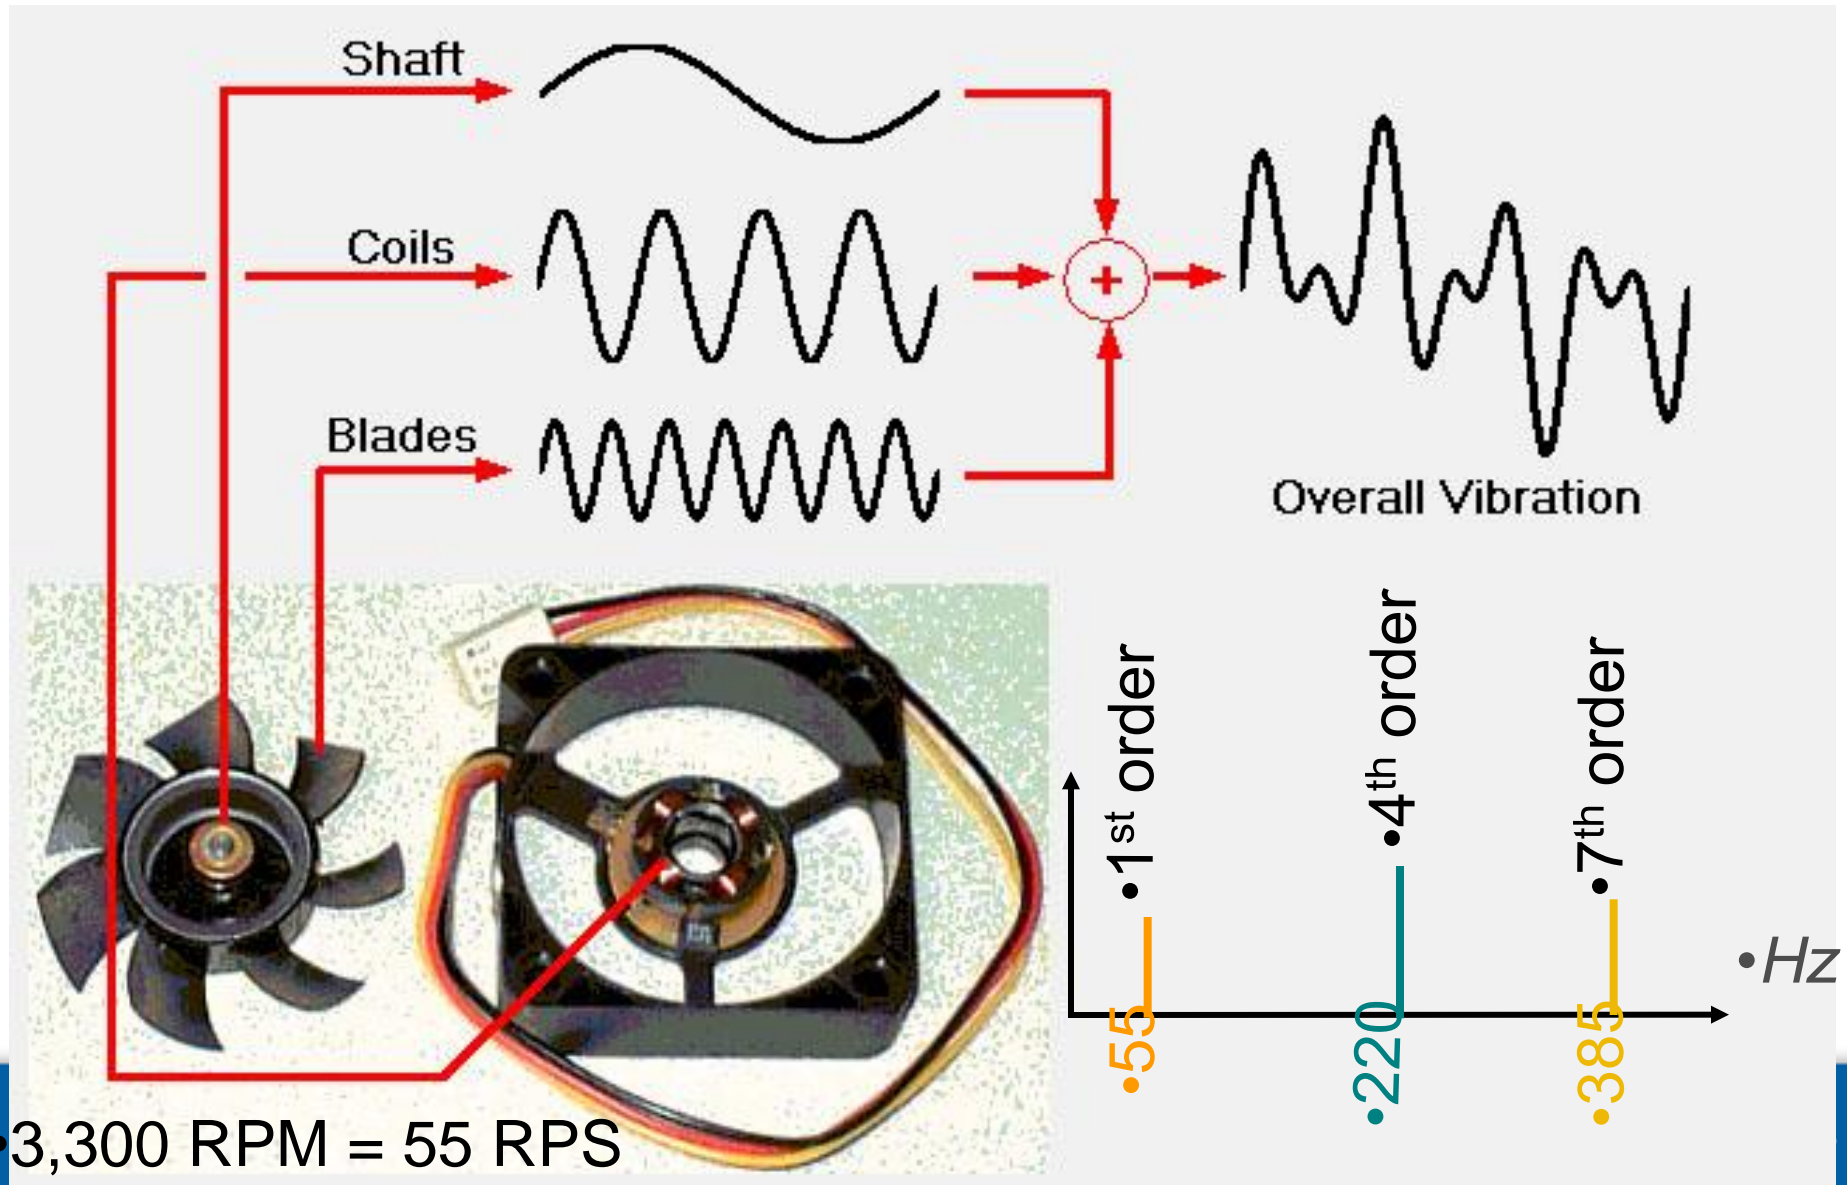 Shaft
Coils
Blades
+
Overall Vibration
•1st order
•4th order
•7th order
•Hz
•55
•220
•385
•3,300 RPM = 55 RPS